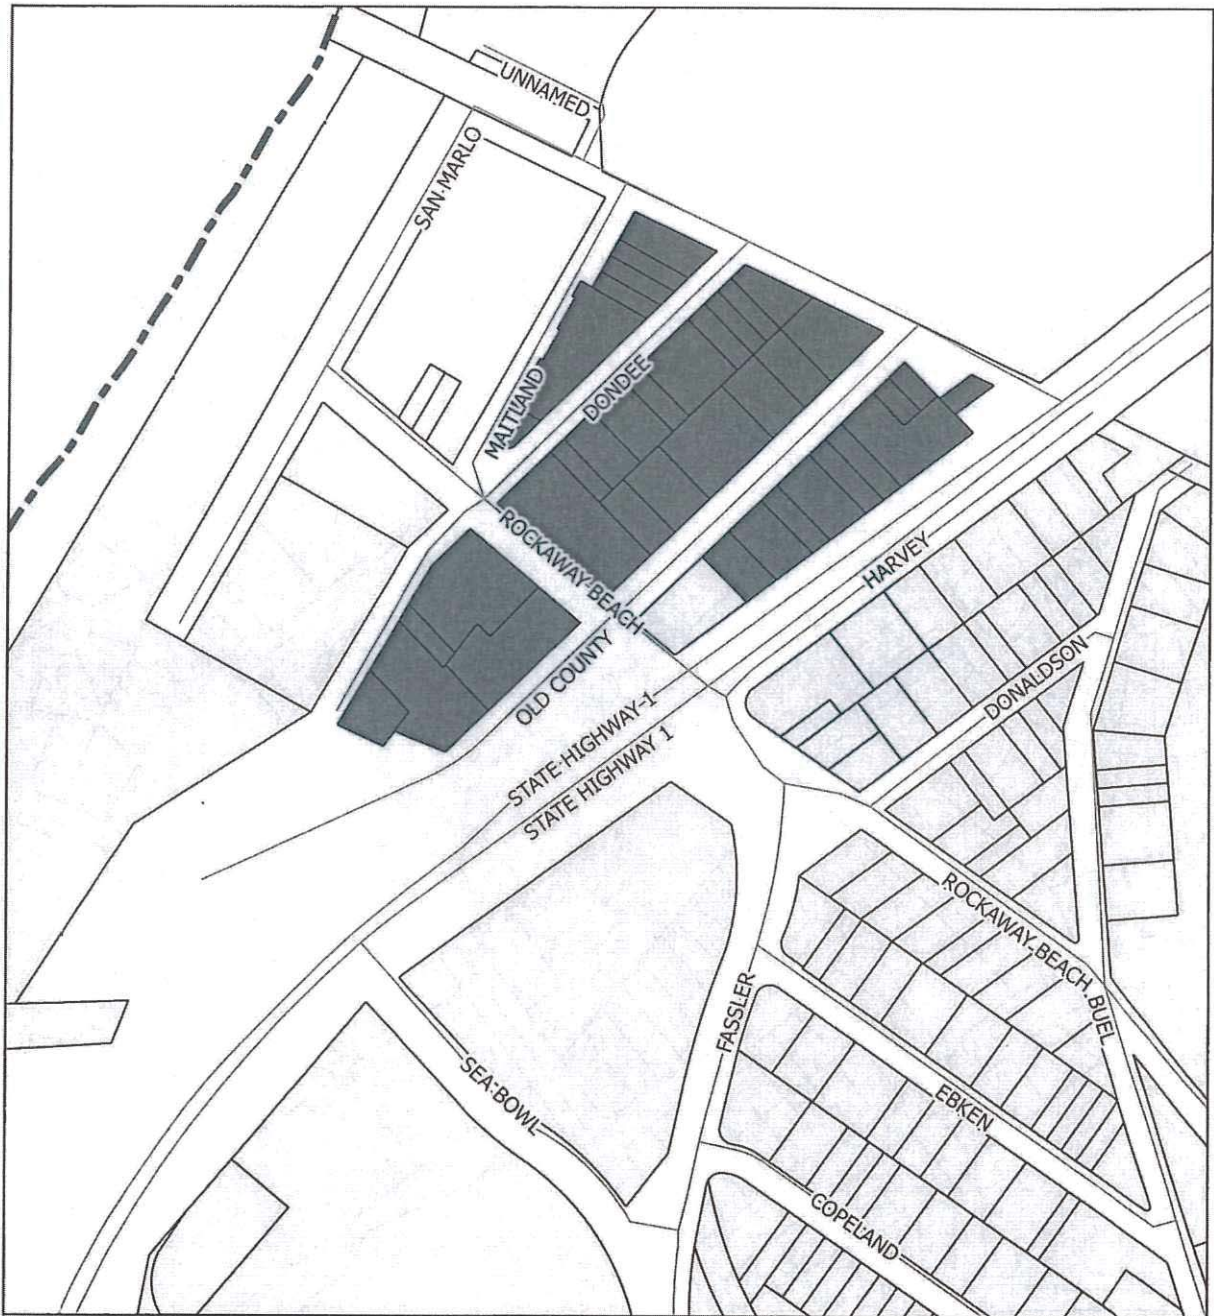 UNNAMED
SAN MARLO
MAITLAND
DONDEE
ROCKAWAY BEACH
HARVEY
OLD COUNTY
DONALDSON
STATE HIGHWAY 1
STATE HIGHWAY 1
ROCKAWAY BEACH
BUEL
FASSLER
SEA BOWL
EBKEN
COPELAND